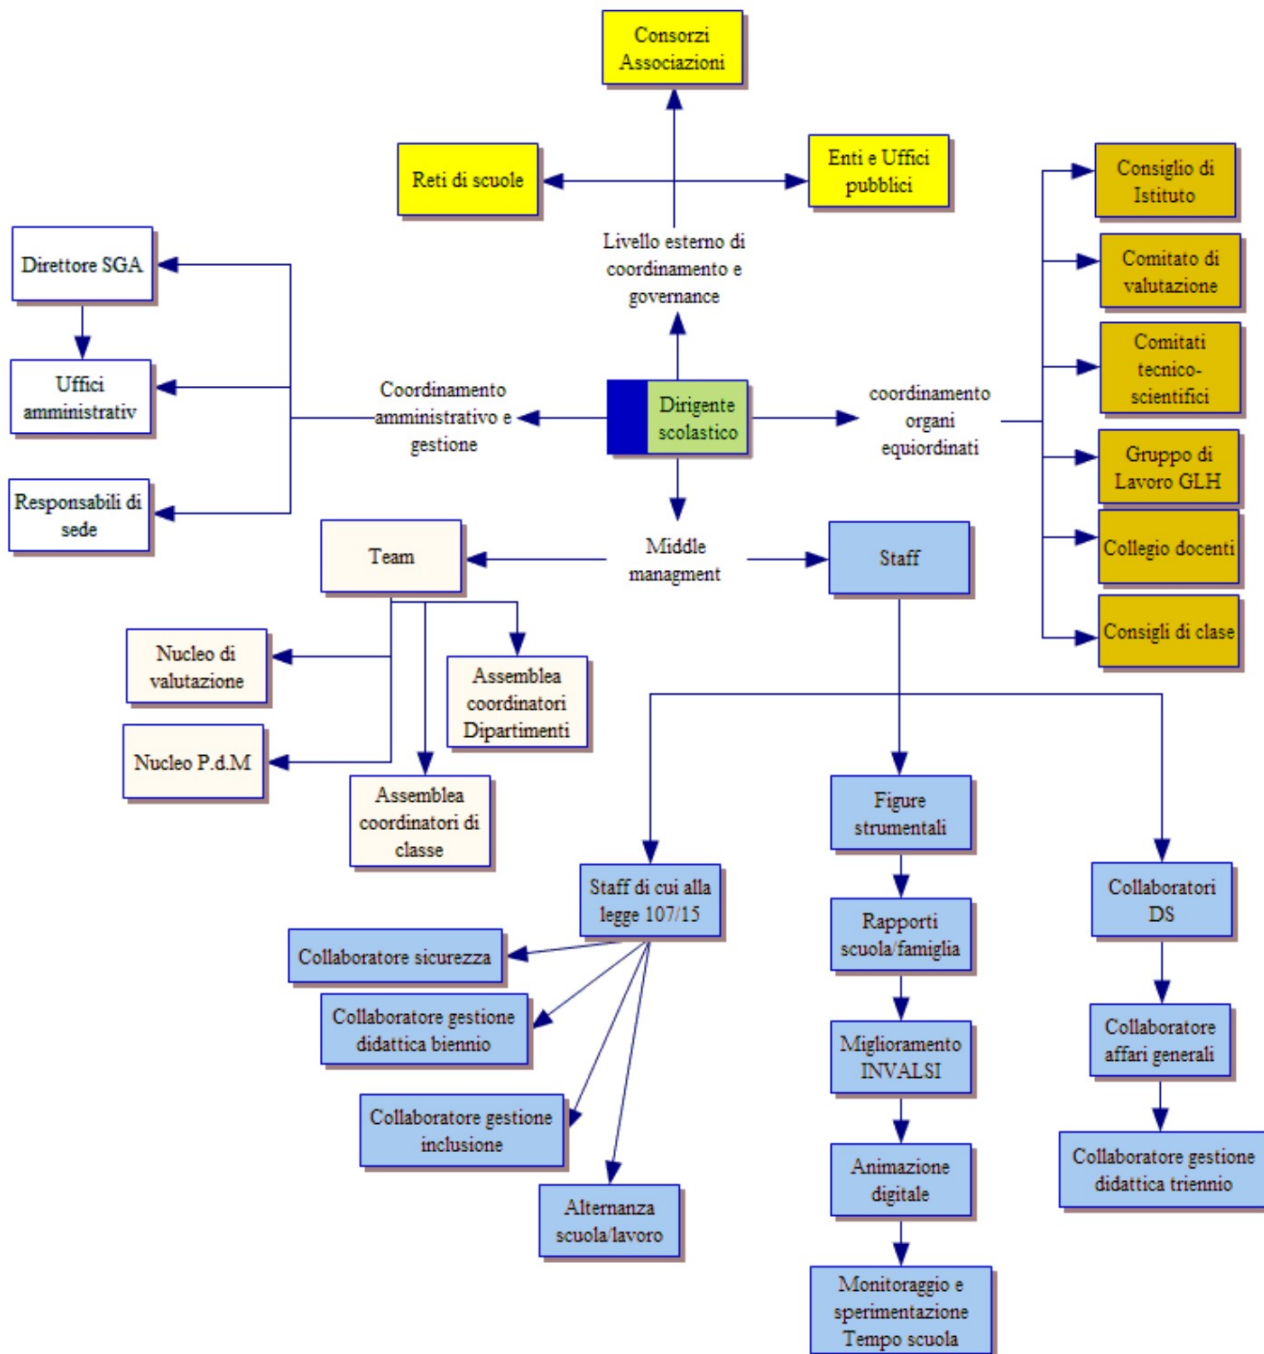 Consorzi
Associazioni
Reti di scuole
Enti e Uffici
pubblici
Livello esterno di
coordinamento e
governance
Consiglio di
Istituto
Comitato di
valutazione
Comitati
tecnico-
scientifici
Gruppo di
Lavoro GLH
Collegio docenti
Consigli di clase
Direttore SGA
Uffici
amministrativ
Responsabili di
sede
Coordinamento
amministrativo e
gestione
Dirigente
scolastico
coordinamento
organi
equiordinati
Middle
managment
Team
Staff
Nucleo di
valutazione
Nucleo P.d.M
Assemblea
coordinatori
Dipartimenti
Assemblea
coordinatori di
classe
Staff di cui alla
legge 107/15
Collaboratore sicurezza
Collaboratore gestione
didattica biennio
Collaboratore gestione
inclusione
Alternanza
scuola/lavoro
Figure
strumentali
Rapporti
scuola/famiglia
Miglioramento
INVALSI
Animazione
digitale
Monitoraggio e
sperimentazione
Tempo scuola
Collaboratori
DS
Collaboratore
affari generali
Collaboratore gestione
didattica triennio